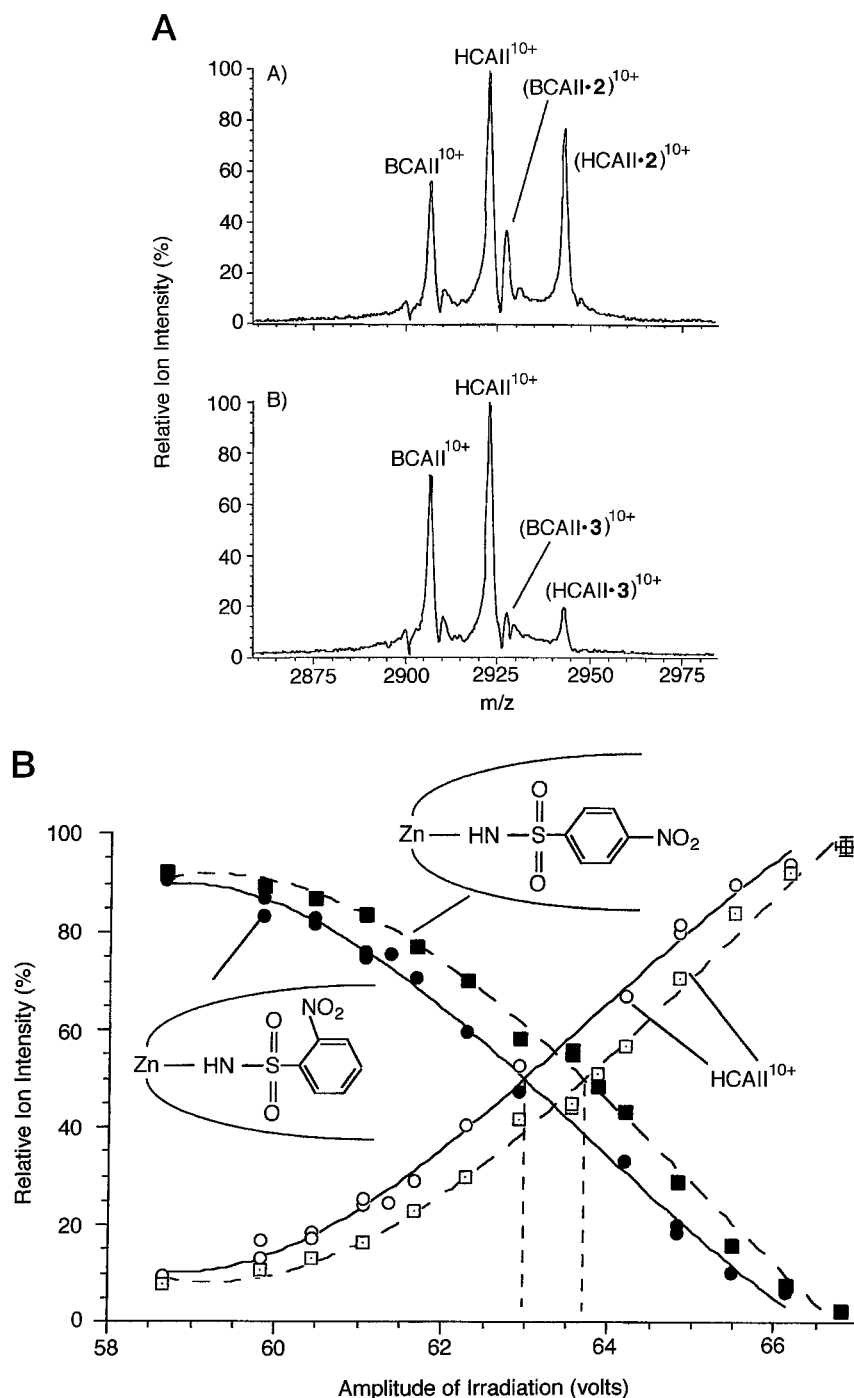 A
A)
HCAII10+
(BCAII•2)10+
(HCAII•2)10+
BCAII10+
100
80
60
40
20
0
B)
HCAII10+
BCAII10+
(BCAII•3)10+
(HCAII•3)10+
100
80
60
40
20
0
Relative Ion Intensity (%)
2875 2900 2925 2950 2975
m/z
B
Zn HN S O O NO2
Zn HN S O O NO2
HCAII10+
100
80
60
40
20
0
Relative Ion Intensity (%)
58 60 62 64 66
Amplitude of Irradiation (volts)